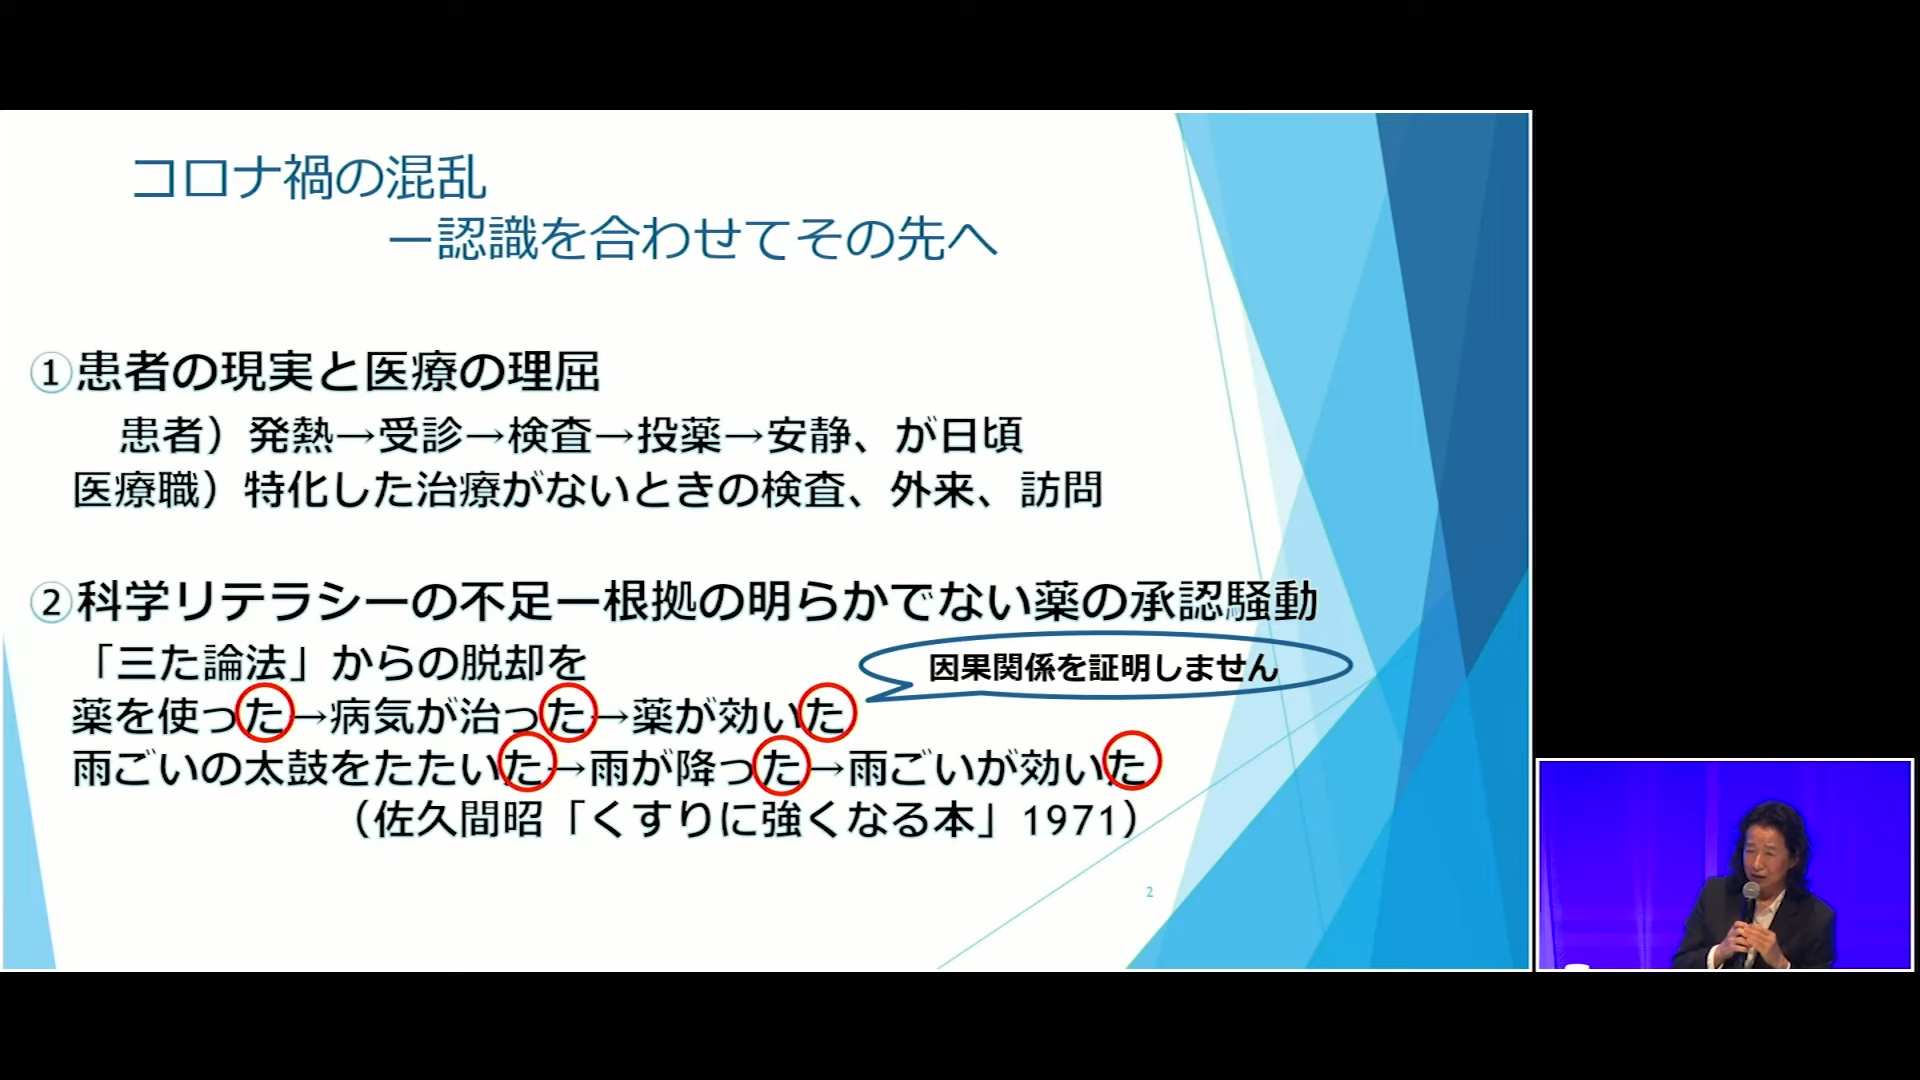 コロナ禍の混乱
ー認識を合わせてその先へ
①患者の現実と医療の理屈
患者）発熱→受診→検査→投薬→安静、が日頃
医療職）特化した治療がないときの検査、外来、訪問
②科学リテラシーの不足ー根拠の明らかでない薬の承認騒動
「三た論法」からの脱却を
因果関係を証明しません
薬を使った→病気が治った→薬が効いた
雨ごいの太鼓をたたいた→雨が降った→雨ごいが効いた
（佐久間昭「くすりに強くなる本」1971）
2